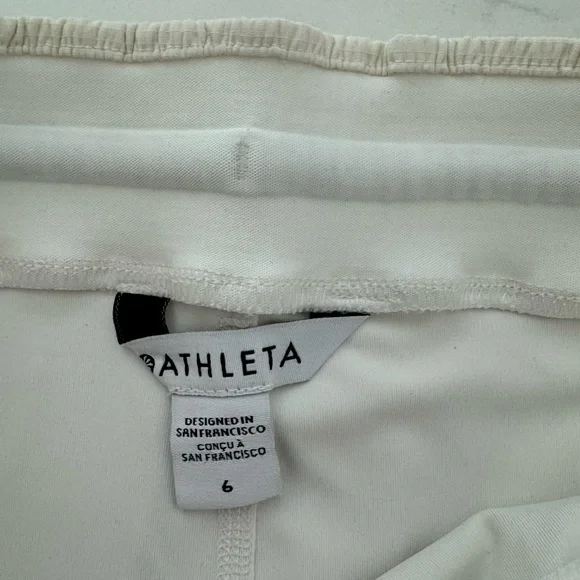 ATHLETA
DESIGNED IN
SAN FRANCISCO
CONÇU À
SAN FRANCISCO
6